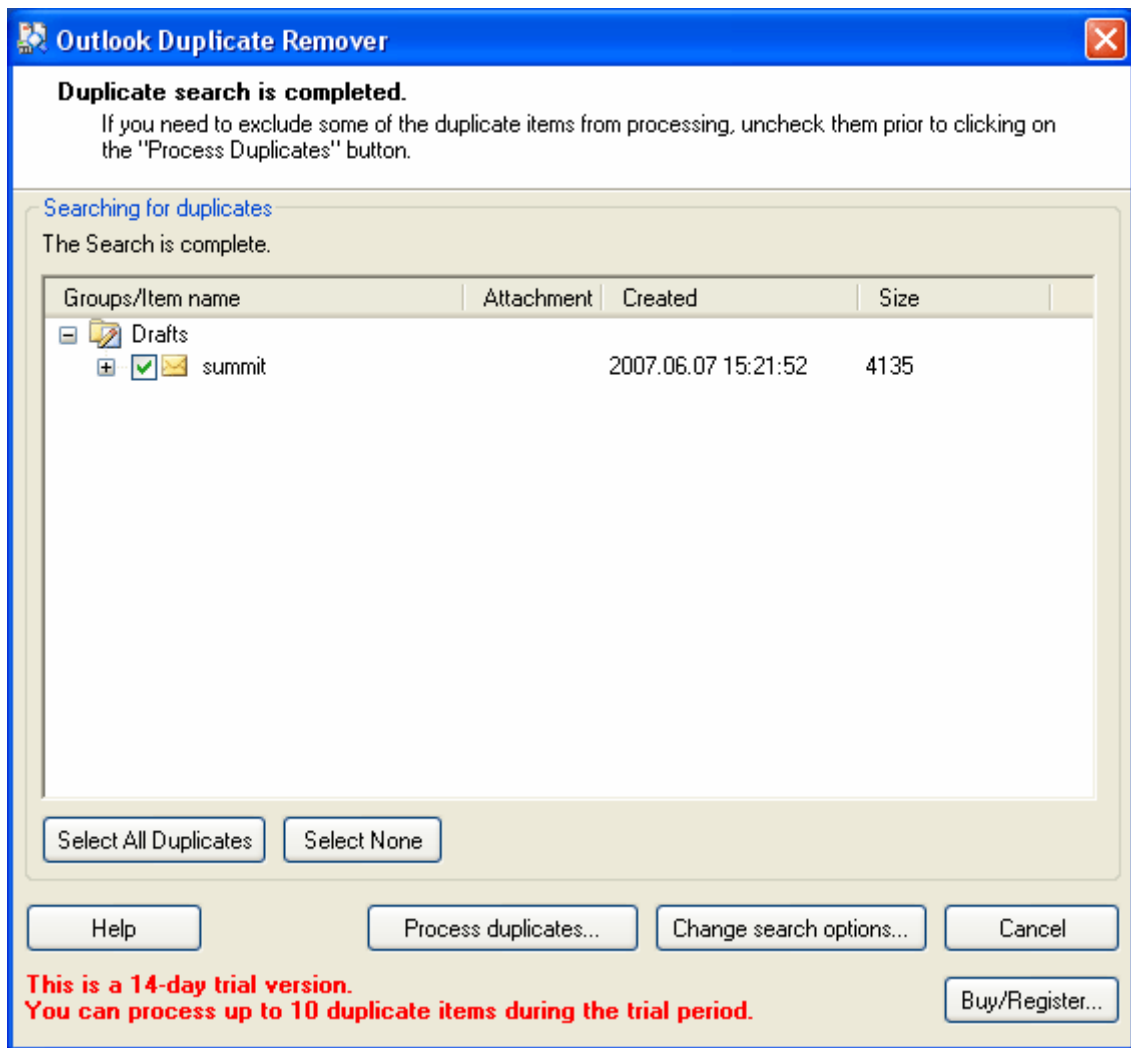 Outlook Duplicate Remover
Duplicate search is completed.
If you need to exclude some of the duplicate items from processing, uncheck them prior to clicking on
the "Process Duplicates" button.
Searching for duplicates
The Search is complete.
Groups/Item name Attachment Created Size
Drafts
summit 2007.06.07 15:21:52 4135
Select All Duplicates Select None
Help Process duplicates... Change search options... Cancel
This is a 14-day trial version.
You can process up to 10 duplicate items during the trial period.
Buy/Register...